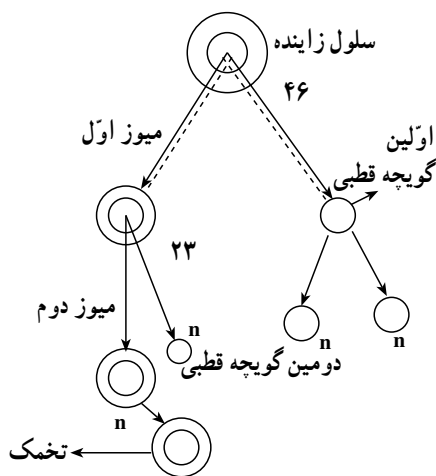 سلول زاینده
۴۶
میوز اوّل
اوّلین
گویچه قطبی
۲۳
میوز دوم
n
n
n
دومین گویچه قطبی
n
تخمک